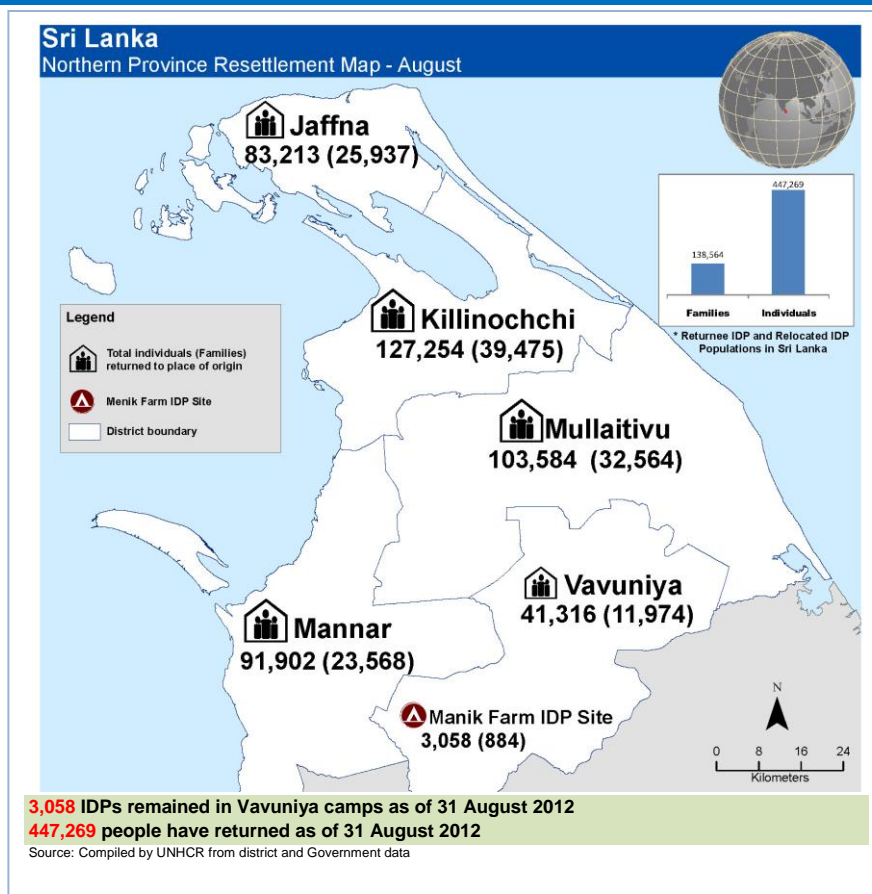 Sri Lanka
Northern Province Resettlement Map - August
Jaffna
83,213 (25,937)
447,269
138,564
Families Individuals
* Returnee IDP and Relocated IDP
Populations in Sri Lanka
Killinochchi
127,254 (39,475)
Legend
Total individuals (Families)
returned to place of origin
Menik Farm IDP Site
District boundary
Mullaitivu
103,584 (32,564)
Vavuniya
41,316 (11,974)
Mannar
91,902 (23,568)
Manik Farm IDP Site
3,058 (884)
N
0 8 16 24
Kilometers
3,058 IDPs remained in Vavuniya camps as of 31 August 2012
447,269 people have returned as of 31 August 2012
Source: Compiled by UNHCR from district and Government data